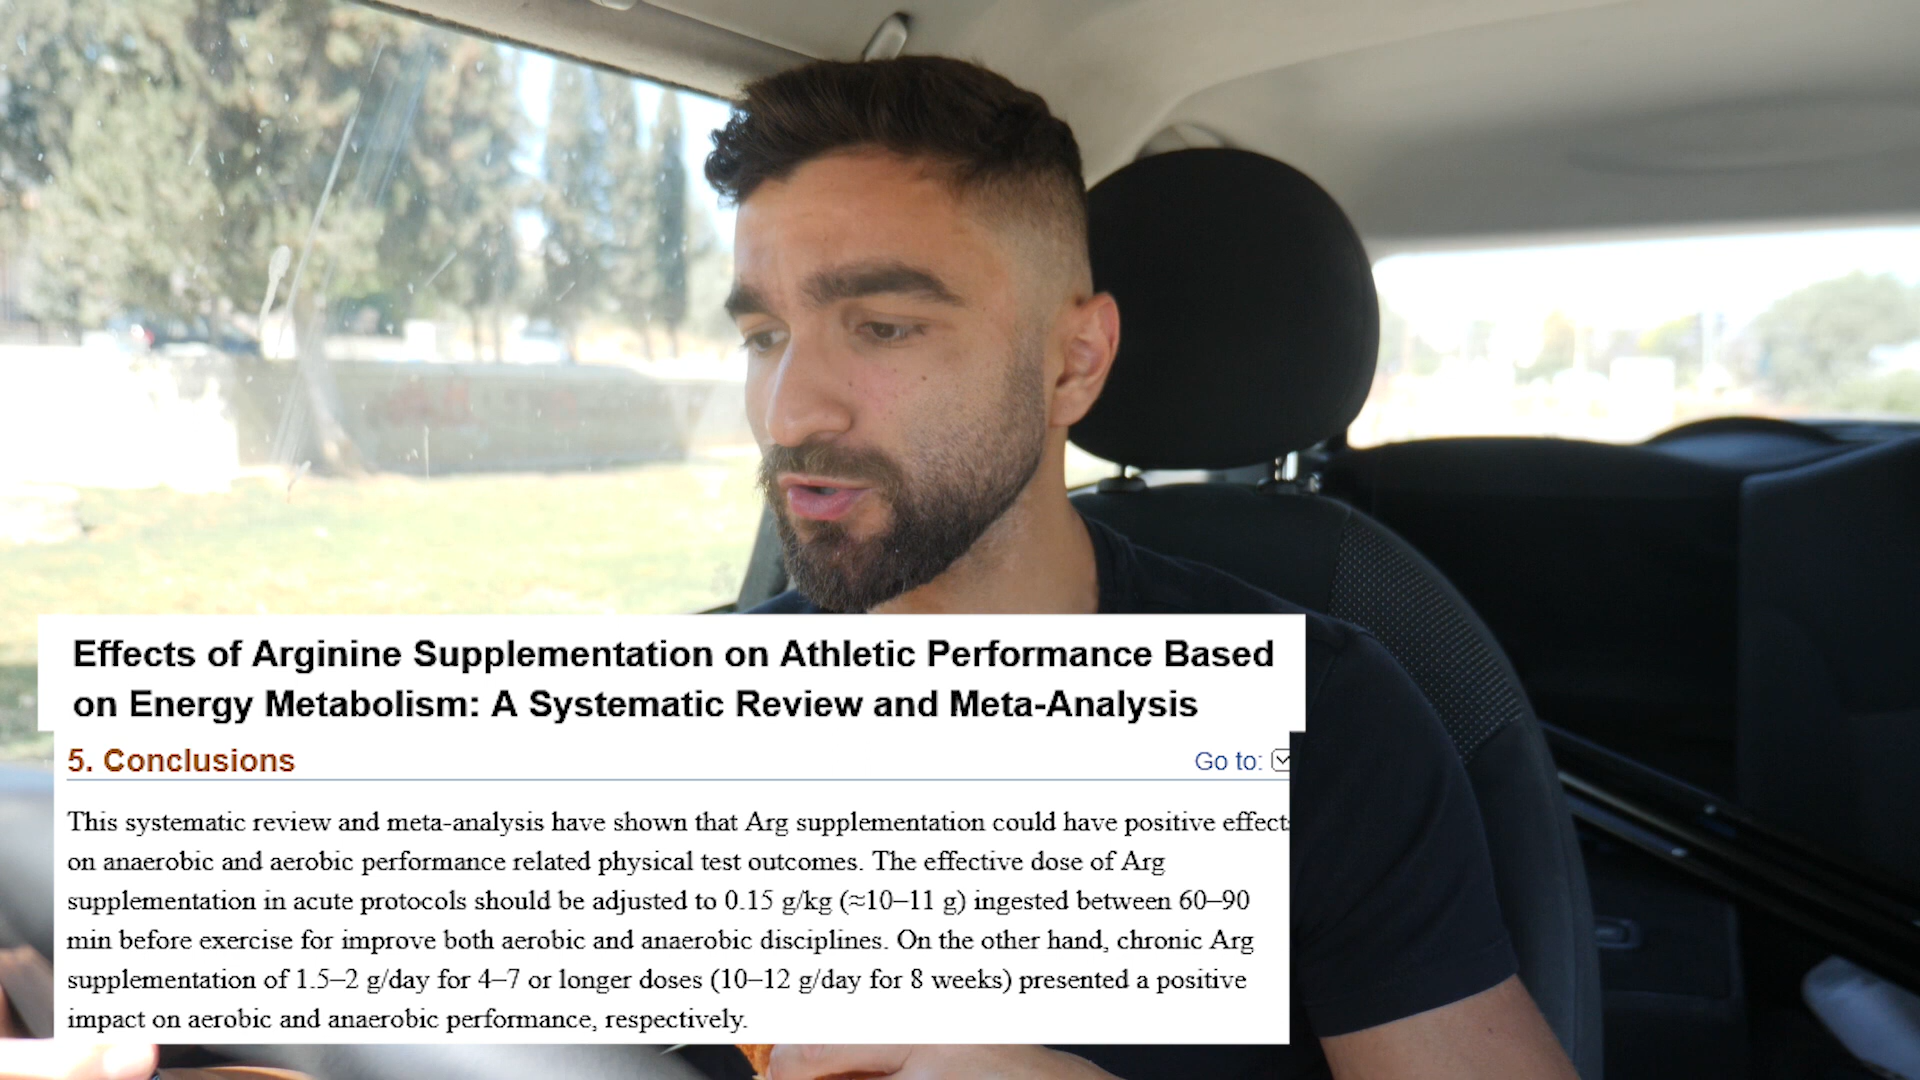 Effects of Arginine Supplementation on Athletic Performance Based
on Energy Metabolism: A Systematic Review and Meta-Analysis
5. Conclusions
Go to:
This systematic review and meta-analysis have shown that Arg supplementation could have positive effects
on anaerobic and aerobic performance related physical test outcomes. The effective dose of Arg
supplementation in acute protocols should be adjusted to 0.15 g/kg (≈10–11 g) ingested between 60–90
min before exercise for improve both aerobic and anaerobic disciplines. On the other hand, chronic Arg
supplementation of 1.5–2 g/day for 4–7 or longer doses (10–12 g/day for 8 weeks) presented a positive
impact on aerobic and anaerobic performance, respectively.